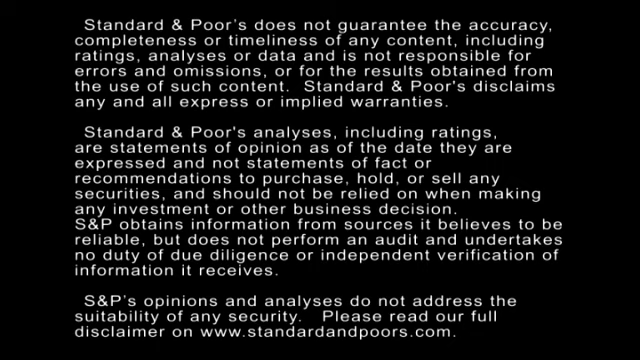 Standard & Poor's does not guarantee the accuracy,
completeness or timeliness of any content, including
ratings, analyses or data and is not responsible for
errors and omissions, or for the results obtained from
the use of such content. Standard & Poor's disclaims
any and all express or implied warranties.
Standard & Poor's analyses, including ratings,
are statements of opinion as of the date they are
expressed and not statements of fact or
recommendations to purchase, hold, or sell any
securities, and should not be relied on when making
any investment or other business decision.
S&P obtains information from sources it believes to be
reliable, but does not perform an audit and undertakes
no duty of due diligence or independent verification of
information it receives.
S&P's opinions and analyses do not address the
suitability of any security. Please read our full
disclaimer on www.standardandpoors.com.